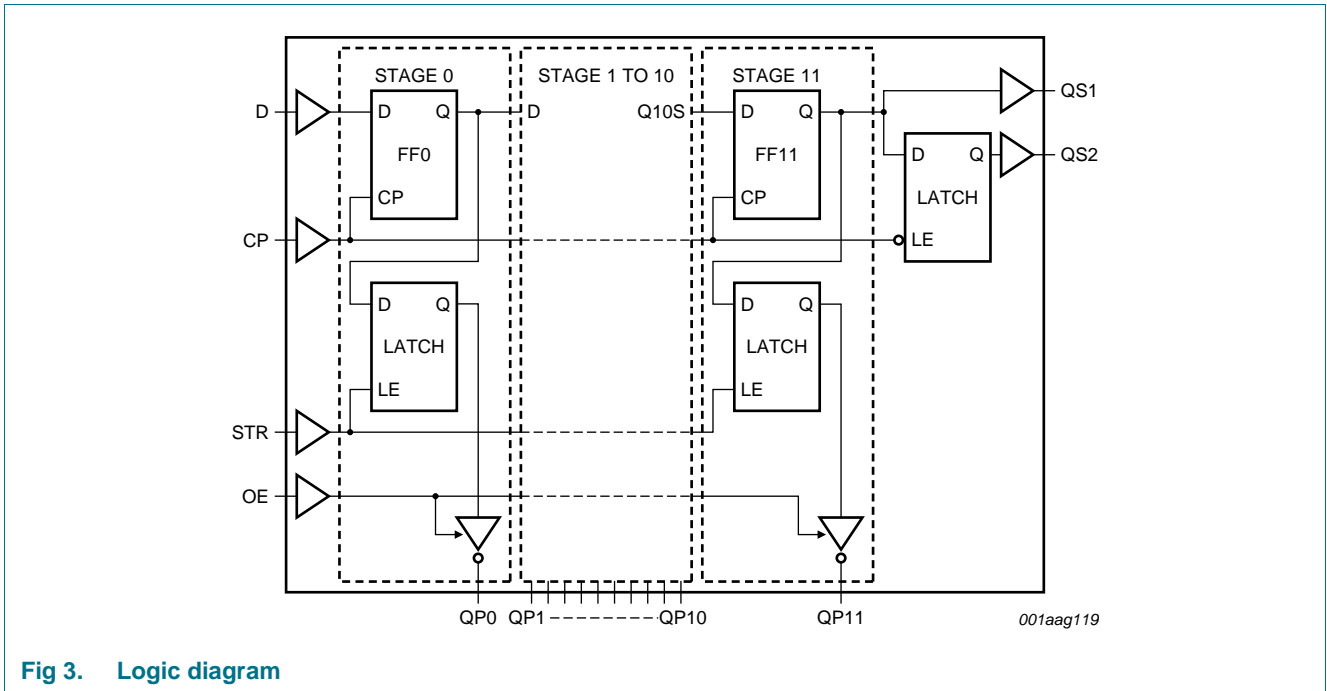 STAGE 0
STAGE 1 TO 10
STAGE 11
D
D Q
D
Q10S
D Q
QS1
FF0
FF11
D Q
QS2
CP
CP
LATCH
CP
LE
D Q
D Q
LATCH
LATCH
LE
LE
STR
OE
QP0
QP1
QP10
QP11
001aag119
Fig 3. Logic diagram